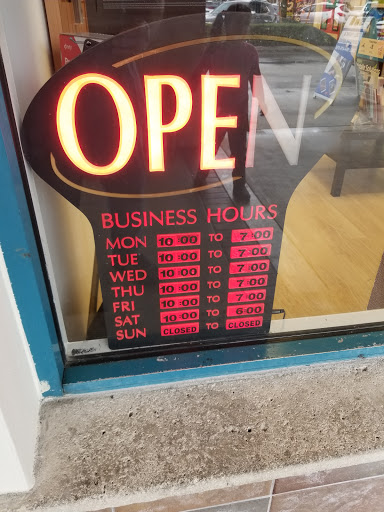 OPEN
BUSINESS HOURS
MON 10:00 TO 7:00
TUE 10:00 TO 7:00
WED 10:00 TO 7:00
THU 10:00 TO 7:00
FRI 10:00 TO 7:00
SAT 10:00 TO 6:00
SUN CLOSED TO CLOSED